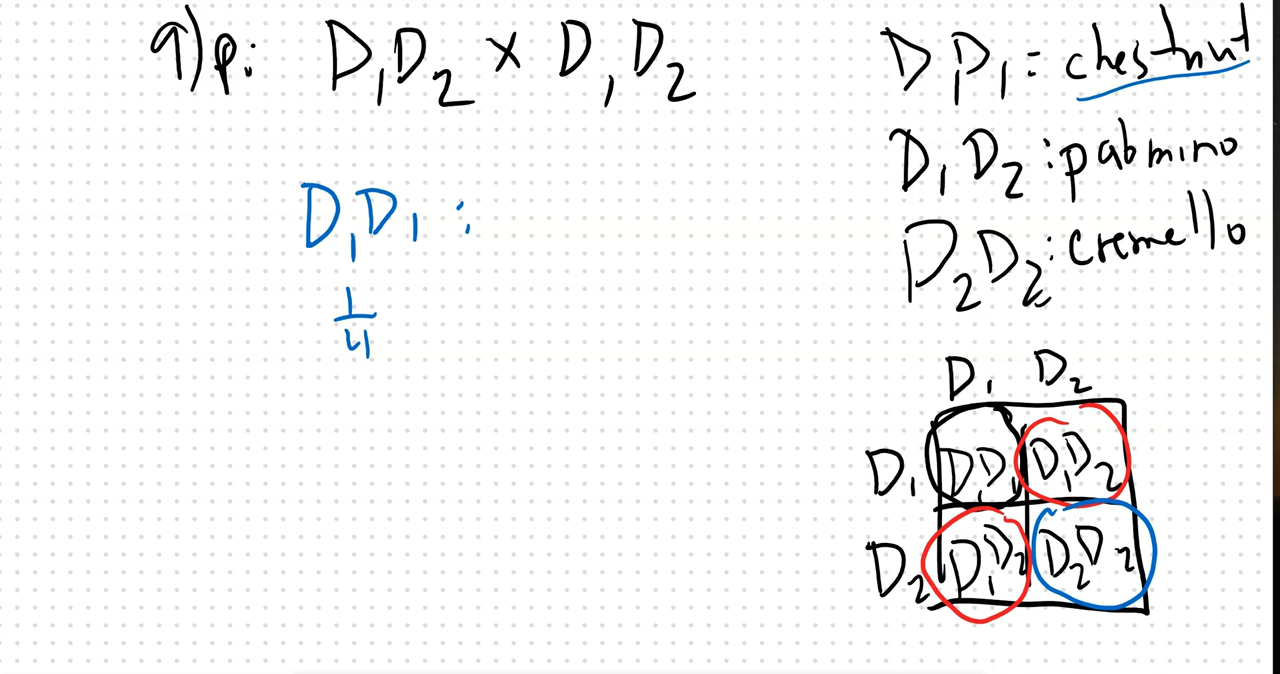 9) p: D₁D₂ x D₁D₂
D₁D₁ = chestnut
D₁D₂ : palomino
D₂D₂ : cremello
D₁D₁ :
1/4
D₁ D₂
D₁ D₁D₁ D₁D₂
D₂ D₁D₂ D₂D₂